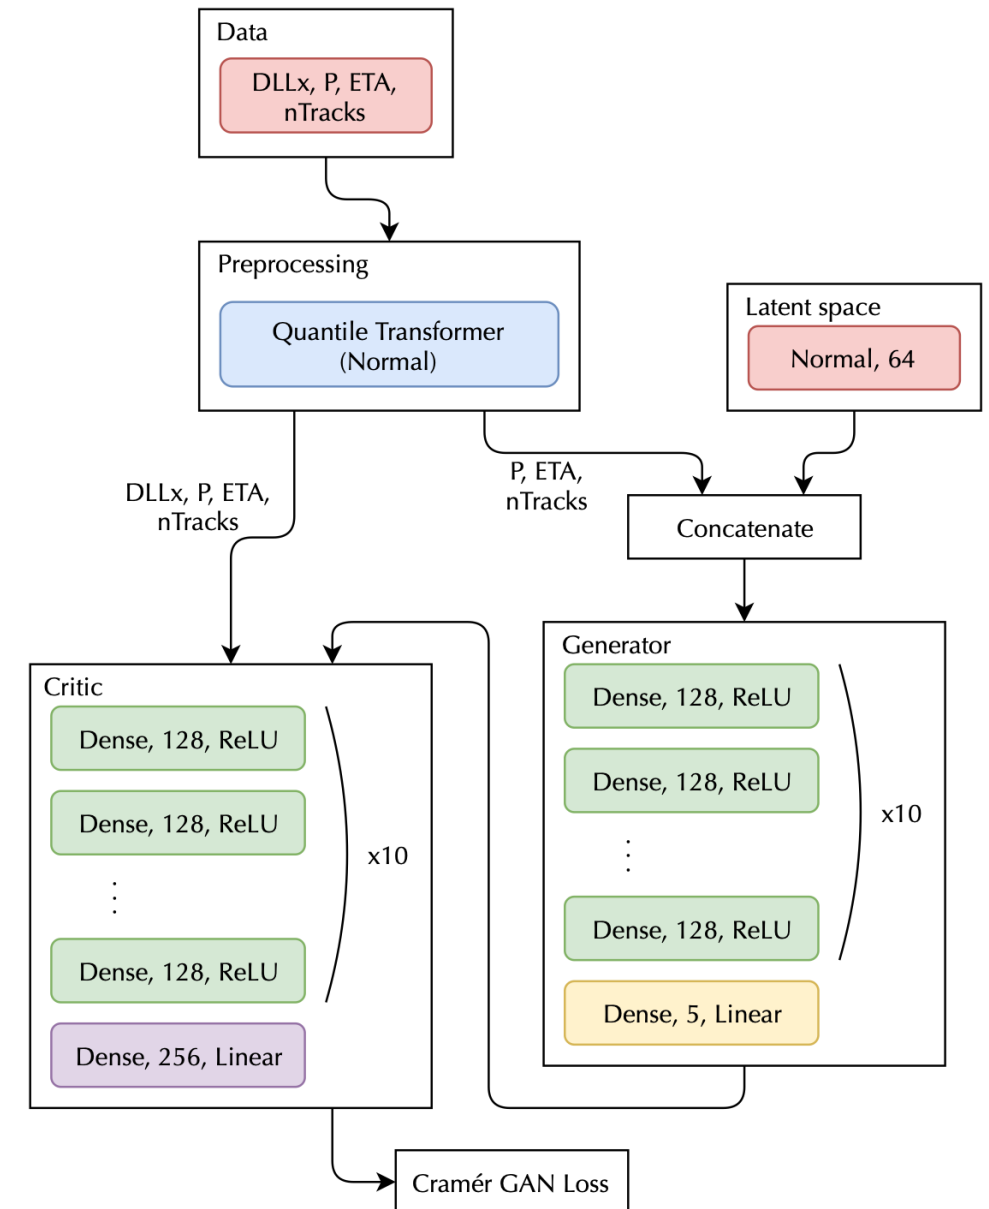 Data
DLLx, P, ETA,
nTracks
Preprocessing
Quantile Transformer
(Normal)
Latent space
Normal, 64
DLLx, P, ETA,
nTracks
P, ETA,
nTracks
Concatenate
Critic
Dense, 128, ReLU
Dense, 128, ReLU
Dense, 128, ReLU
x10
Dense, 256, Linear
Generator
Dense, 128, ReLU
Dense, 128, ReLU
Dense, 128, ReLU
x10
Dense, 5, Linear
Cramér GAN Loss